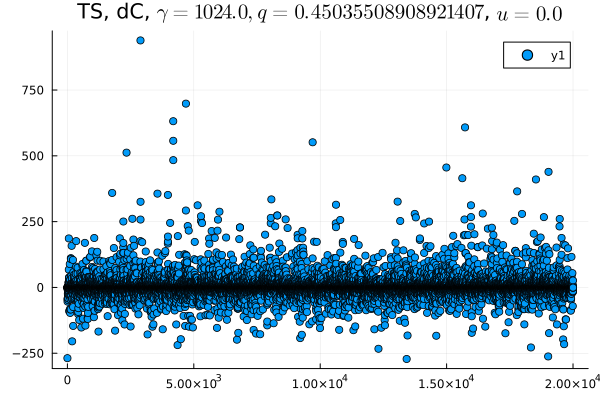 TS, dC, γ = 1024.0, q = 0.45035508908921407, u = 0.0
y1
750
500
250
0
−250
0 5.00×10³ 1.00×10⁴ 1.50×10⁴ 2.00×10⁴